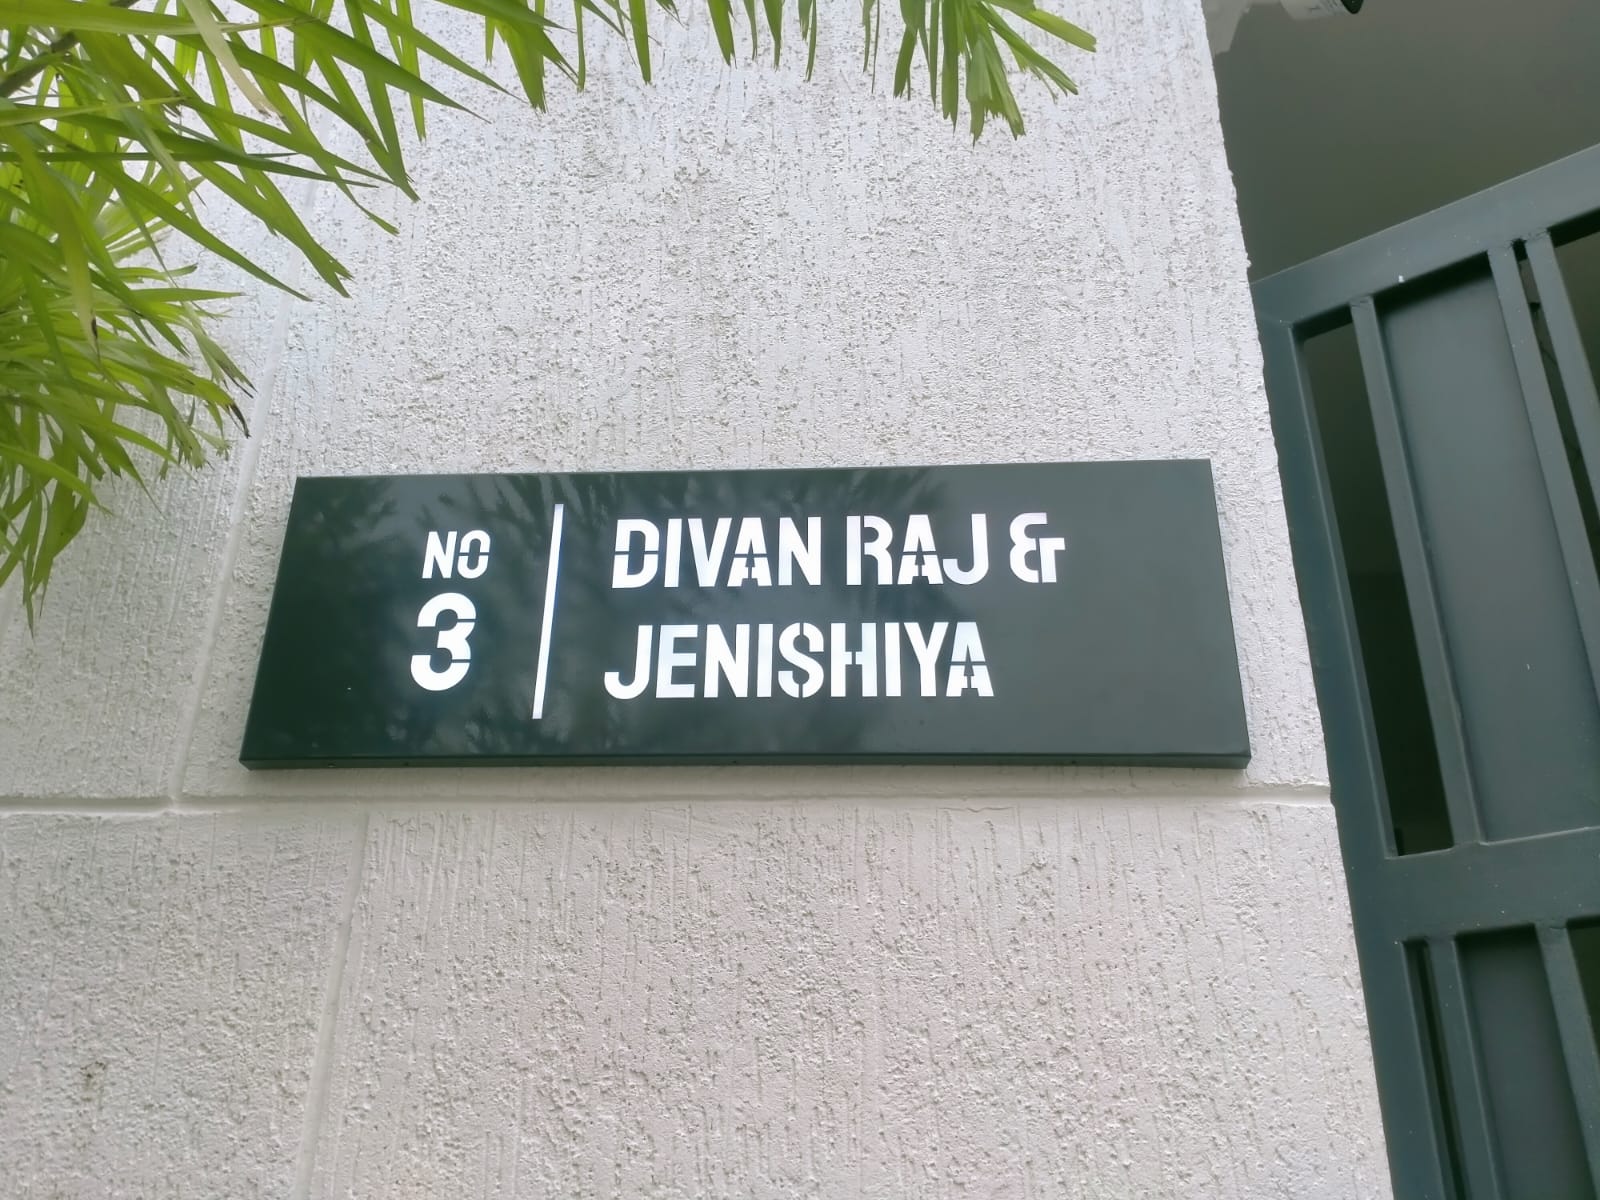 NO
3
DIVAN RAJ &
JENISHIYA